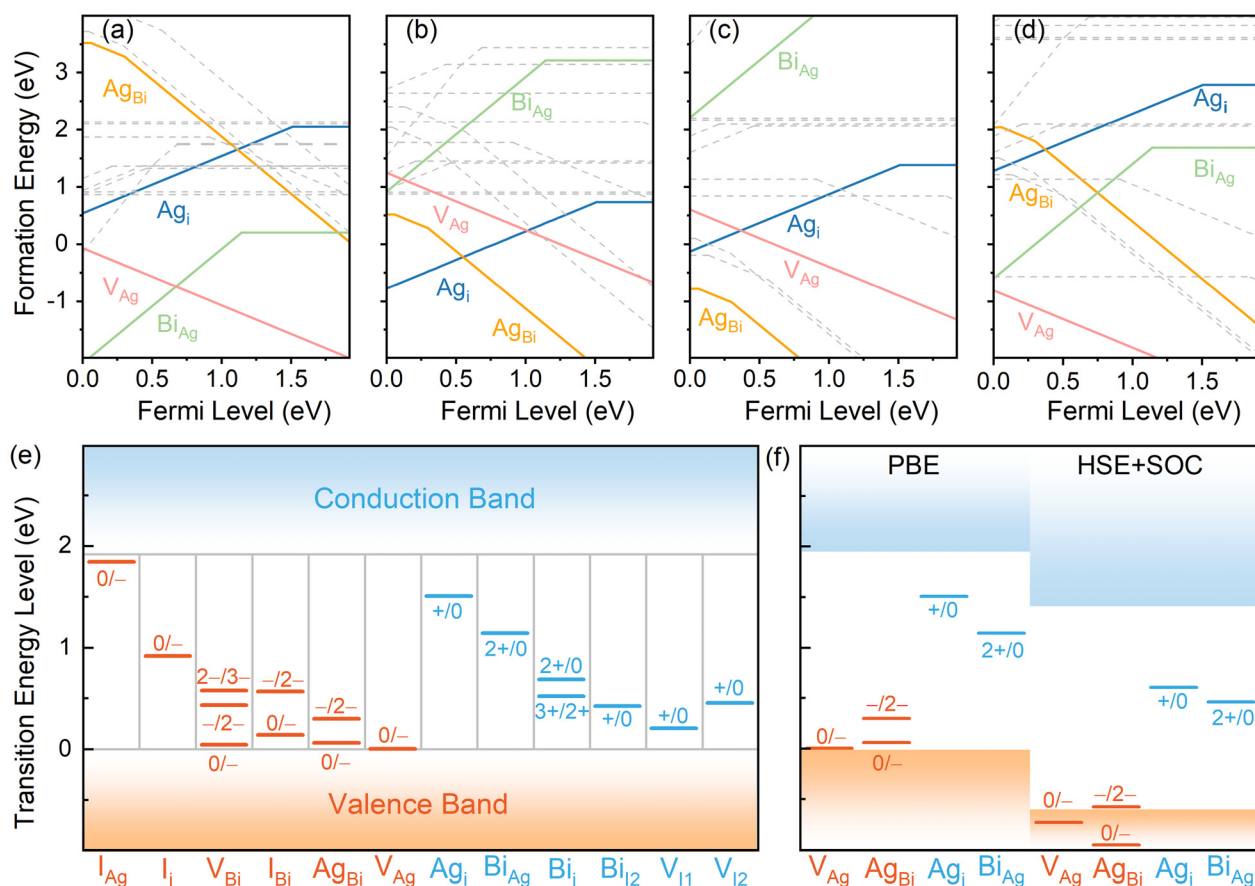 (a)
(b)
(c)
(d)
Formation Energy (eV)
3
2
1
0
-1
Ag_Bi
Ag_i
V_Ag
Bi_Ag
Bi_Ag
V_Ag
Ag_i
Ag_Bi
Bi_Ag
Ag_i
V_Ag
Ag_Bi
Ag_i
Ag_Bi
Bi_Ag
V_Ag
0.0 0.5 1.0 1.5
0.0 0.5 1.0 1.5
0.0 0.5 1.0 1.5
0.0 0.5 1.0 1.5
Fermi Level (eV)
Fermi Level (eV)
Fermi Level (eV)
Fermi Level (eV)
(e)
Transition Energy Level (eV)
2
1
0
Conduction Band
0/−
0/−
2−/3−
−/2−
0/−
−/2−
0/−
−/2−
0/−
0/−
+/0
2+/0
2+/0
3+/2+
+/0
+/0
+/0
Valence Band
I_Ag I_i V_Bi I_Bi Ag_Bi V_Ag Ag_i Bi_Ag Bi_i Bi_I2 V_I1 V_I2
(f)
PBE
HSE+SOC
0/−
−/2−
0/−
+/0
2+/0
0/−
−/2−
0/−
+/0
2+/0
V_Ag Ag_Bi Ag_i Bi_Ag V_Ag Ag_Bi Ag_i Bi_Ag